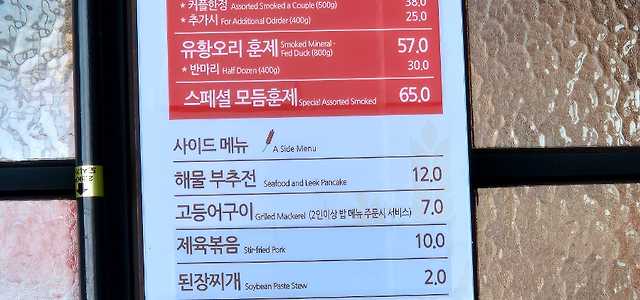 * 커플한정 Assorted Smoked a Couple (500g) 38.0
* 추가시 For Additional Odrder (400g) 25.0
유황오리 훈제 Smoked Mineral-Fed Duck (800g) 57.0
* 반마리 Half Dozen (400g) 30.0
스페셜 모듬훈제 Special Assorted Smoked 65.0
사이드 메뉴 A Side Menu
해물 부추전 Seafood and Leek Pancake 12.0
고등어구이 Grilled Mackerel (2인이상 밥 메뉴 주문시 서비스) 7.0
제육볶음 Stir-fried Pork 10.0
된장찌개 Soybean Paste Stew 2.0